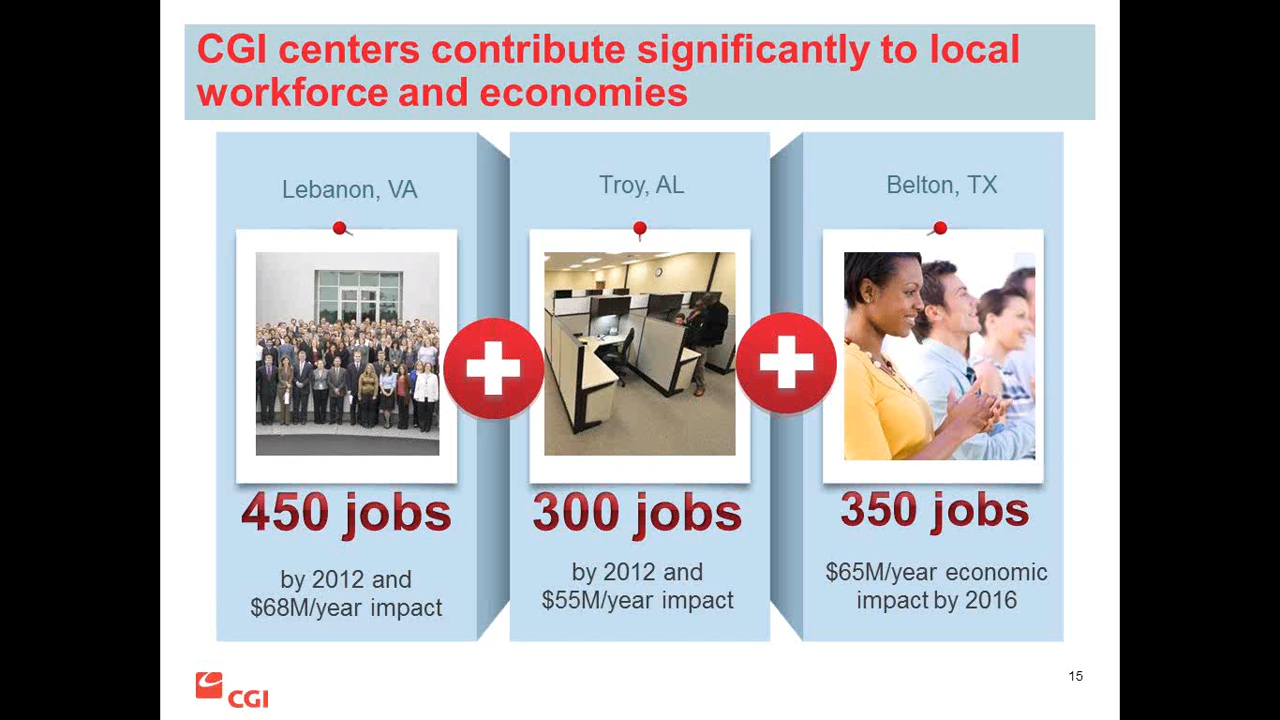 CGI centers contribute significantly to local
workforce and economies
Lebanon, VA
450 jobs
by 2012 and
$68M/year impact
Troy, AL
300 jobs
by 2012 and
$55M/year impact
Belton, TX
350 jobs
$65M/year economic
impact by 2016
CGI
15